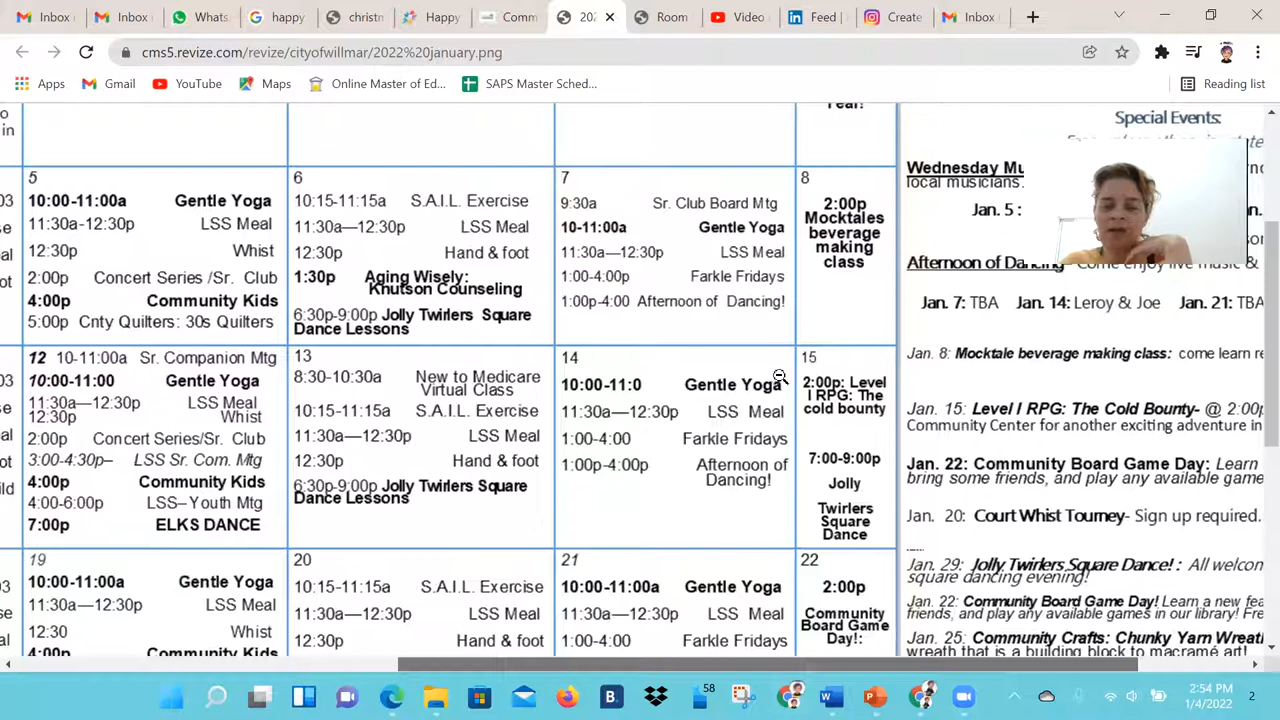 Inbox
Inbox
Whats
happy
christm
Happy
Comm
202
Room
Video
Feed |
Create
Inbox
cms5.revize.com/revize/cityofwillmar/2022%20january.png
Apps
Gmail
YouTube
Maps
Online Master of Ed...
SAPS Master Sched...
Reading list
in
Year!
5
10:00-11:00a Gentle Yoga
11:30a-12:30p LSS Meal
12:30p Whist
2:00p Concert Series /Sr. Club
4:00p Community Kids
5:00p Cnty Quilters: 30s Quilters
6
10:15-11:15a S.A.I.L. Exercise
11:30a—12:30p LSS Meal
12:30p Hand & foot
1:30p Aging Wisely:
Knutson Counseling
6:30p-9:00p Jolly Twirlers Square
Dance Lessons
7
9:30a Sr. Club Board Mtg
10-11:00a Gentle Yoga
11:30a—12:30p LSS Meal
1:00-4:00p Farkle Fridays
1:00p-4:00 Afternoon of Dancing!
8
2:00p
Mocktales
beverage
making
class
12 10-11:00a Sr. Companion Mtg
10:00-11:00 Gentle Yoga
11:30a—12:30p LSS Meal
12:30p Whist
2:00p Concert Series/Sr. Club
3:00-4:30p– LSS Sr. Com. Mtg
4:00p Community Kids
4:00-6:00p LSS–Youth Mtg
7:00p ELKS DANCE
13
8:30-10:30a New to Medicare
Virtual Class
10:15-11:15a S.A.I.L. Exercise
11:30a—12:30p LSS Meal
12:30p Hand & foot
6:30p-9:00p Jolly Twirlers Square
Dance Lessons
14
10:00-11:0 Gentle Yoga
11:30a—12:30p LSS Meal
1:00-4:00 Farkle Fridays
1:00p-4:00p Afternoon of
Dancing!
15
2:00p: Level
I RPG: The
cold bounty
7:00-9:00p
Jolly
Twirlers
Square
Dance
19
10:00-11:00a Gentle Yoga
11:30a—12:30p LSS Meal
12:30 Whist
4:00p Community Kids
20
10:15-11:15a S.A.I.L. Exercise
11:30a—12:30p LSS Meal
12:30p Hand & foot
21
10:00-11:00a Gentle Yoga
11:30a—12:30p LSS Meal
1:00-4:00 Farkle Fridays
22
2:00p
Community
Board Game
Day!:
Special Events:
Wednesday Mu
local musicians.
Jan. 5 :
Afternoon of Dancing - Come enjoy live music &
Jan. 7: TBA Jan. 14: Leroy & Joe Jan. 21: TBA
Jan. 8: Mocktale beverage making class: come learn
Jan. 15: Level I RPG: The Cold Bounty- @ 2:00p
Community Center for another exciting adventure in
Jan. 22: Community Board Game Day: Learn
bring some friends, and play any available game
Jan. 20: Court Whist Tourney- Sign up required.
Jan. 29: Jolly Twirlers Square Dance! : All welcom
square dancing evening!
Jan. 22: Community Board Game Day! Learn a new
friends, and play any available games in our library!
Jan. 25: Community Crafts: Chunky Yarn Wreat
wreath that is a building block to macramé art!
B.
58
2:54 PM
1/4/2022
2